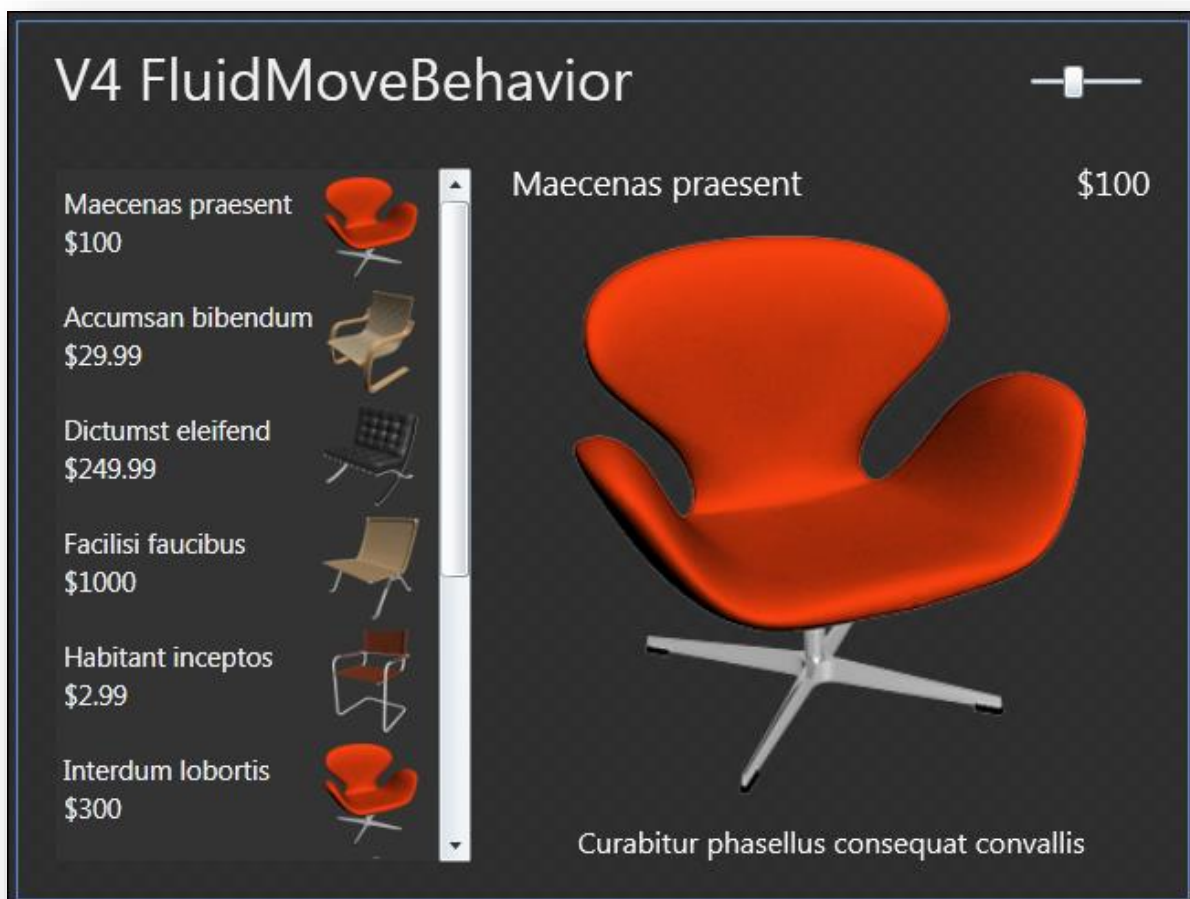 V4 FluidMoveBehavior
Maecenas praesent
$100
Accumsan bibendum
$29.99
Dictumst eleifend
$249.99
Facilisi faucibus
$1000
Habitant inceptos
$2.99
Interdum lobortis
$300
Maecenas praesent $100
Curabitur phasellus consequat convallis